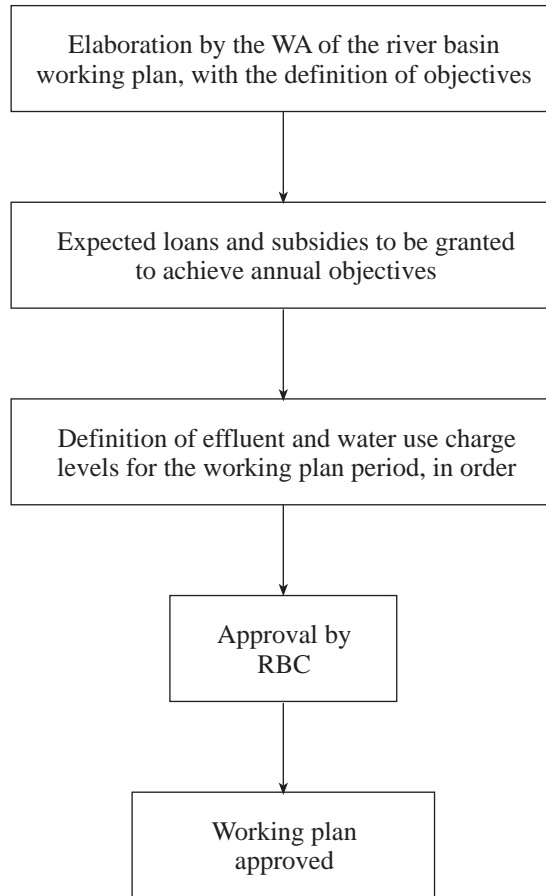 Elaboration by the WA of the river basin
working plan, with the definition of objectives
Expected loans and subsidies to be granted
to achieve annual objectives
Definition of effluent and water use charge
levels for the working plan period, in order
Approval by
RBC
Working plan
approved